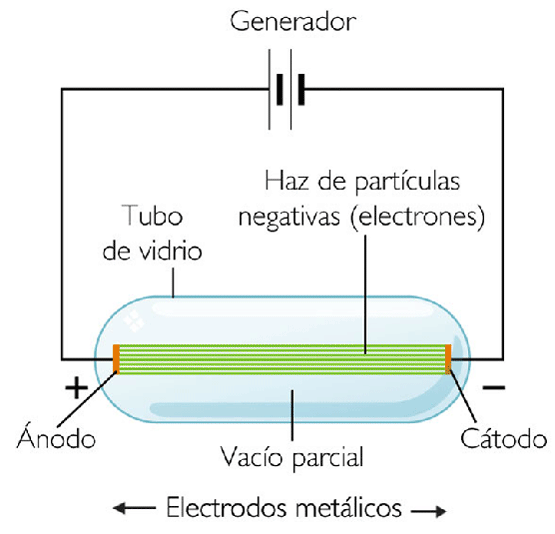 Generador
Haz de partículas
negativas (electrones)
Tubo
de vidrio
+
−
Ánodo
Cátodo
Vacío parcial
Electrodos metálicos